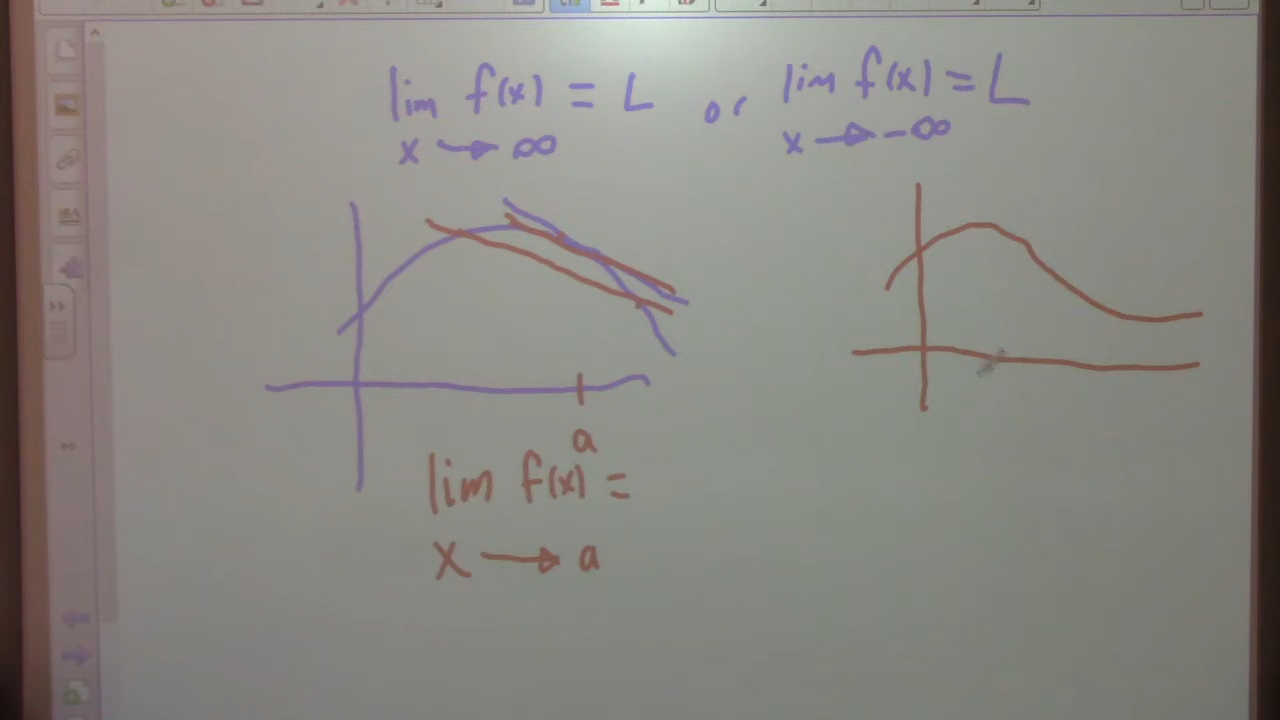 lim f(x) = L or lim f(x) = L
x → ∞ x → -∞
a
lim f(x) =
x → a